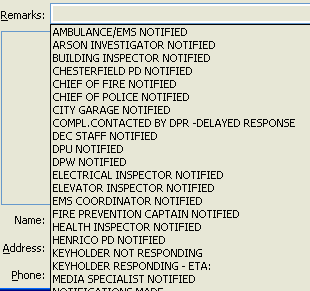 Remarks:
AMBULANCE/EMS NOTIFIED
ARSON INVESTIGATOR NOTIFIED
BUILDING INSPECTOR NOTIFIED
CHESTERFIELD PD NOTIFIED
CHIEF OF FIRE NOTIFIED
CHIEF OF POLICE NOTIFIED
CITY GARAGE NOTIFIED
COMPL.CONTACTED BY DPR -DELAYED RESPONSE
DEC STAFF NOTIFIED
DPU NOTIFIED
DPW NOTIFIED
ELECTRICAL INSPECTOR NOTIFIED
ELEVATOR INSPECTOR NOTIFIED
EMS COORDINATOR NOTIFIED
Name: FIRE PREVENTION CAPTAIN NOTIFIED
HEALTH INSPECTOR NOTIFIED
Address: HENRICO PD NOTIFIED
KEYHOLDER NOT RESPONDING
Phone: KEYHOLDER RESPONDING - ETA:
MEDIA SPECIALIST NOTIFIED
NOTIFICATIONS MADE